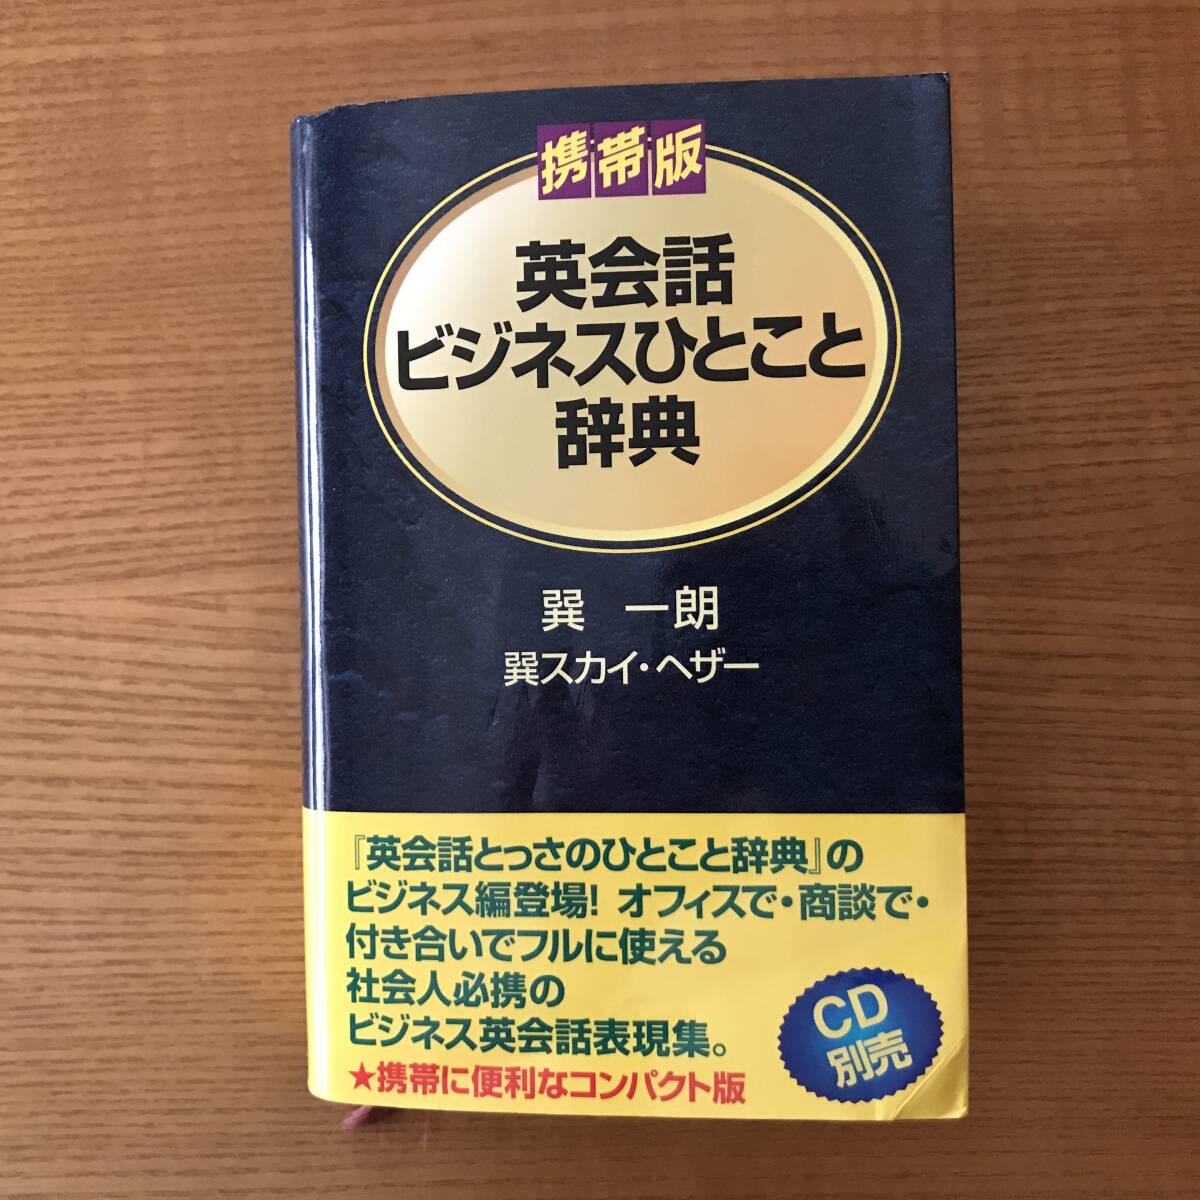 携帯版
英会話
ビジネスひとこと
辞典
巽 一朗
巽スカイ・ヘザー
『英会話とっさのひとこと辞典』の
ビジネス編登場! オフィスで・商談で・
付き合いでフルに使える
社会人必携の
ビジネス英会話表現集。
★携帯に便利なコンパクト版
CD
別売